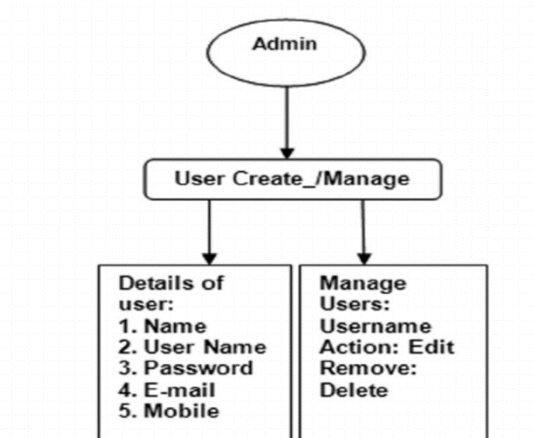 Admin
User Create_/Manage
Details of
user:
1. Name
2. User Name
3. Password
4. E-mail
5. Mobile
Manage
Users:
Username
Action: Edit
Remove:
Delete